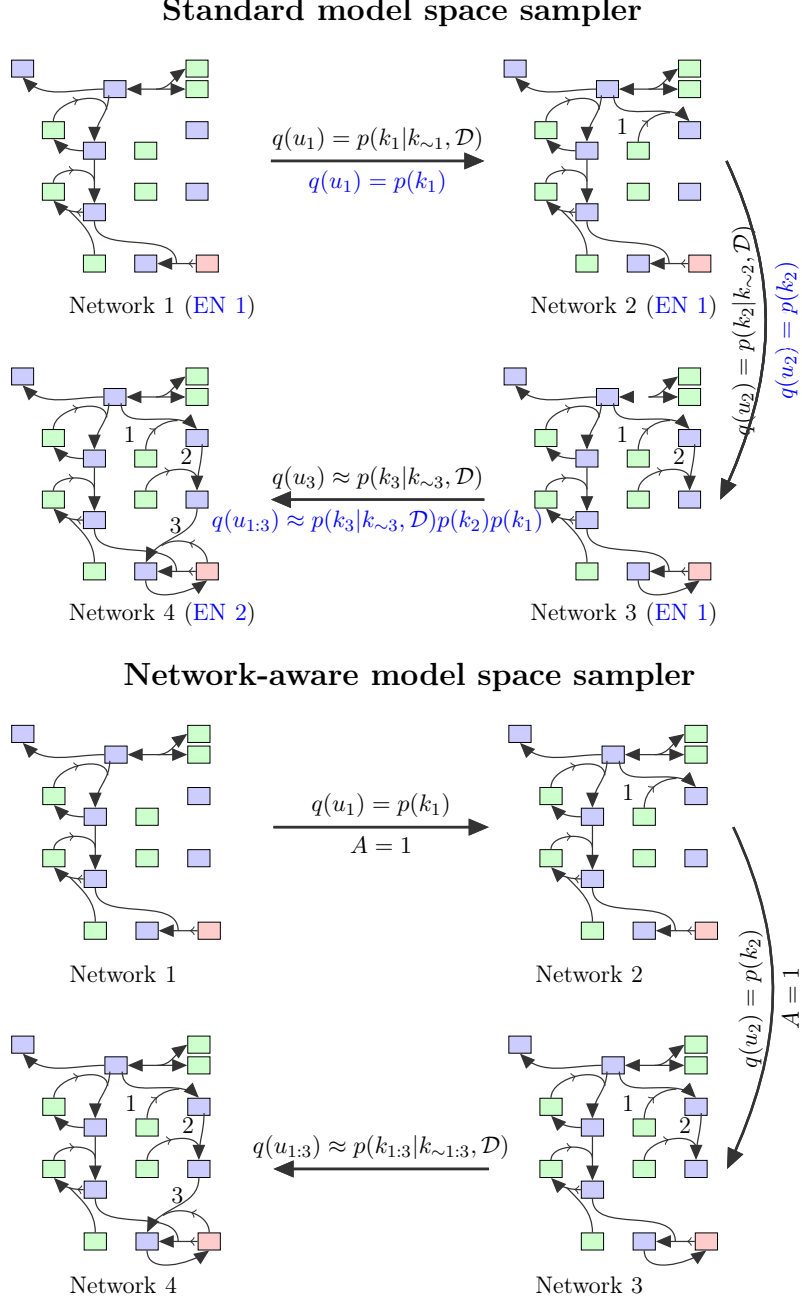 Standard model space sampler
1
q(u₁) = p(k₁|k∼₁, 𝒟)
q(u₁) = p(k₁)
Network 1 (EN 1)
Network 2 (EN 1)
q(u₂) = p(k₂|k∼₂, 𝒟)
q(u₂) = p(k₂)
1
2
3
q(u₃) ≈ p(k₃|k∼₃, 𝒟)
q(u₁:₃) ≈ p(k₃|k∼₃, 𝒟)p(k₂)p(k₁)
1
2
Network 4 (EN 2)
Network 3 (EN 1)
Network-aware model space sampler
q(u₁) = p(k₁)
A = 1
1
Network 1
Network 2
q(u₂) = p(k₂)
A = 1
1
2
3
q(u₁:₃) ≈ p(k₁:₃|k∼₁:₃, 𝒟)
1
2
Network 4
Network 3